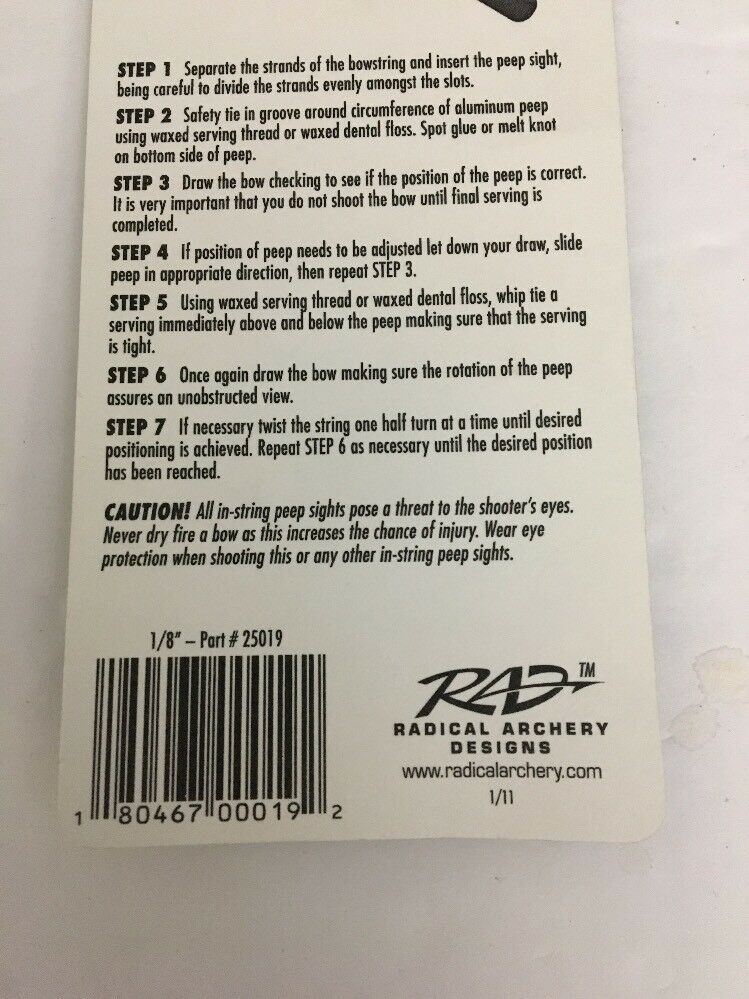 STEP 1 Separate the strands of the bowstring and insert the peep sight,
being careful to divide the strands evenly amongst the slots.
STEP 2 Safety tie in groove around circumference of aluminum peep
using waxed serving thread or waxed dental floss. Spot glue or melt knot
on bottom side of peep.
STEP 3 Draw the bow checking to see if the position of the peep is correct.
It is very important that you do not shoot the bow until final serving is
completed.
STEP 4 If position of peep needs to be adjusted let down your draw, slide
peep in appropriate direction, then repeat STEP 3.
STEP 5 Using waxed serving thread or waxed dental floss, whip tie a
serving immediately above and below the peep making sure that the serving
is tight.
STEP 6 Once again draw the bow making sure the rotation of the peep
assures an unobstructed view.
STEP 7 If necessary twist the string one half turn at a time until desired
positioning is achieved. Repeat STEP 6 as necessary until the desired position
has been reached.
CAUTION! All in-string peep sights pose a threat to the shooter's eyes.
Never dry fire a bow as this increases the chance of injury. Wear eye
protection when shooting this or any other in-string peep sights.
1/8" – Part # 25019
1 80467 00019 2
RAD™
RADICAL ARCHERY
DESIGNS
www.radicalarchery.com
1/11